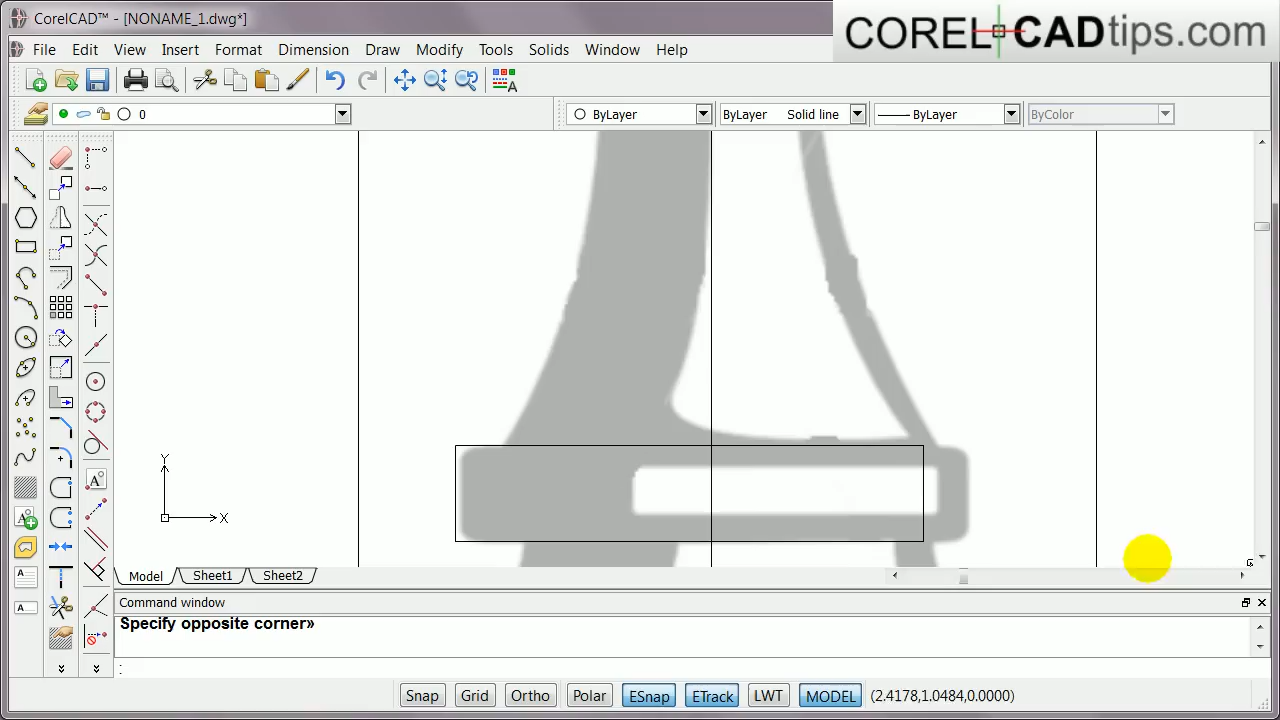 CorelCAD™ - [NONAME_1.dwg*]
COREL CADtips.com
File Edit View Insert Format Dimension Draw Modify Tools Solids Window Help
0 ByLayer ByLayer Solid line ByLayer ByColor
Y
X
Model Sheet1 Sheet2
Command window
Specify opposite corner»
:
Snap Grid Ortho Polar ESnap ETrack LWT MODEL (2.4178,1.0484,0.0000)